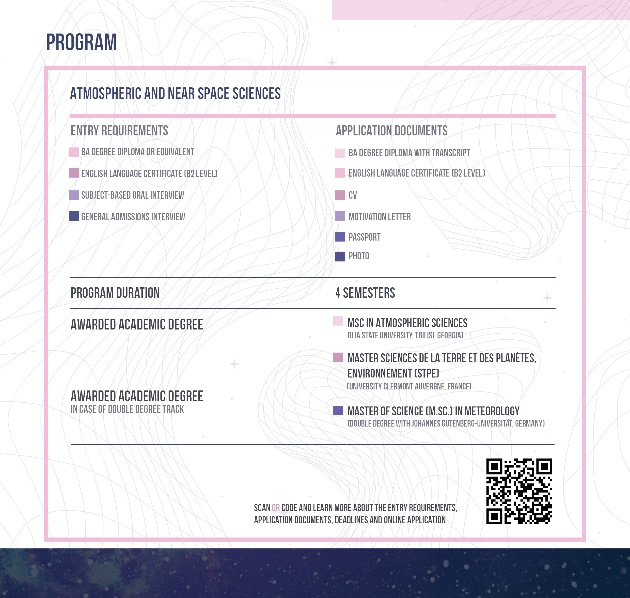 PROGRAM
ATMOSPHERIC AND NEAR SPACE SCIENCES
ENTRY REQUIREMENTS
BA DEGREE DIPLOMA OR EQUIVALENT
ENGLISH LANGUAGE CERTIFICATE (B2 LEVEL)
SUBJECT-BASED ORAL INTERVIEW
GENERAL ADMISSIONS INTERVIEW
APPLICATION DOCUMENTS
BA DEGREE DIPLOMA WITH TRANSCRIPT
ENGLISH LANGUAGE CERTIFICATE (B2 LEVEL)
CV
MOTIVATION LETTER
PASSPORT
PHOTO
PROGRAM DURATION
4 SEMESTERS
AWARDED ACADEMIC DEGREE
MSC IN ATMOSPHERIC SCIENCES
(ILIA STATE UNIVERSITY, TBILISI, GEORGIA)
MASTER SCIENCES DE LA TERRE ET DES PLANÈTES,
ENVIRONNEMENT (STPE)
(UNIVERSITY CLERMONT AUVERGNE, FRANCE)
AWARDED ACADEMIC DEGREE
IN CASE OF DOUBLE DEGREE TRACK
MASTER OF SCIENCE (M.SC.) IN METEOROLOGY
(DOUBLE DEGREE WITH JOHANNES GUTENBERG-UNIVERSITÄT, GERMANY)
SCAN QR CODE AND LEARN MORE ABOUT THE ENTRY REQUIREMENTS,
APPLICATION DOCUMENTS, DEADLINES AND ONLINE APPLICATION